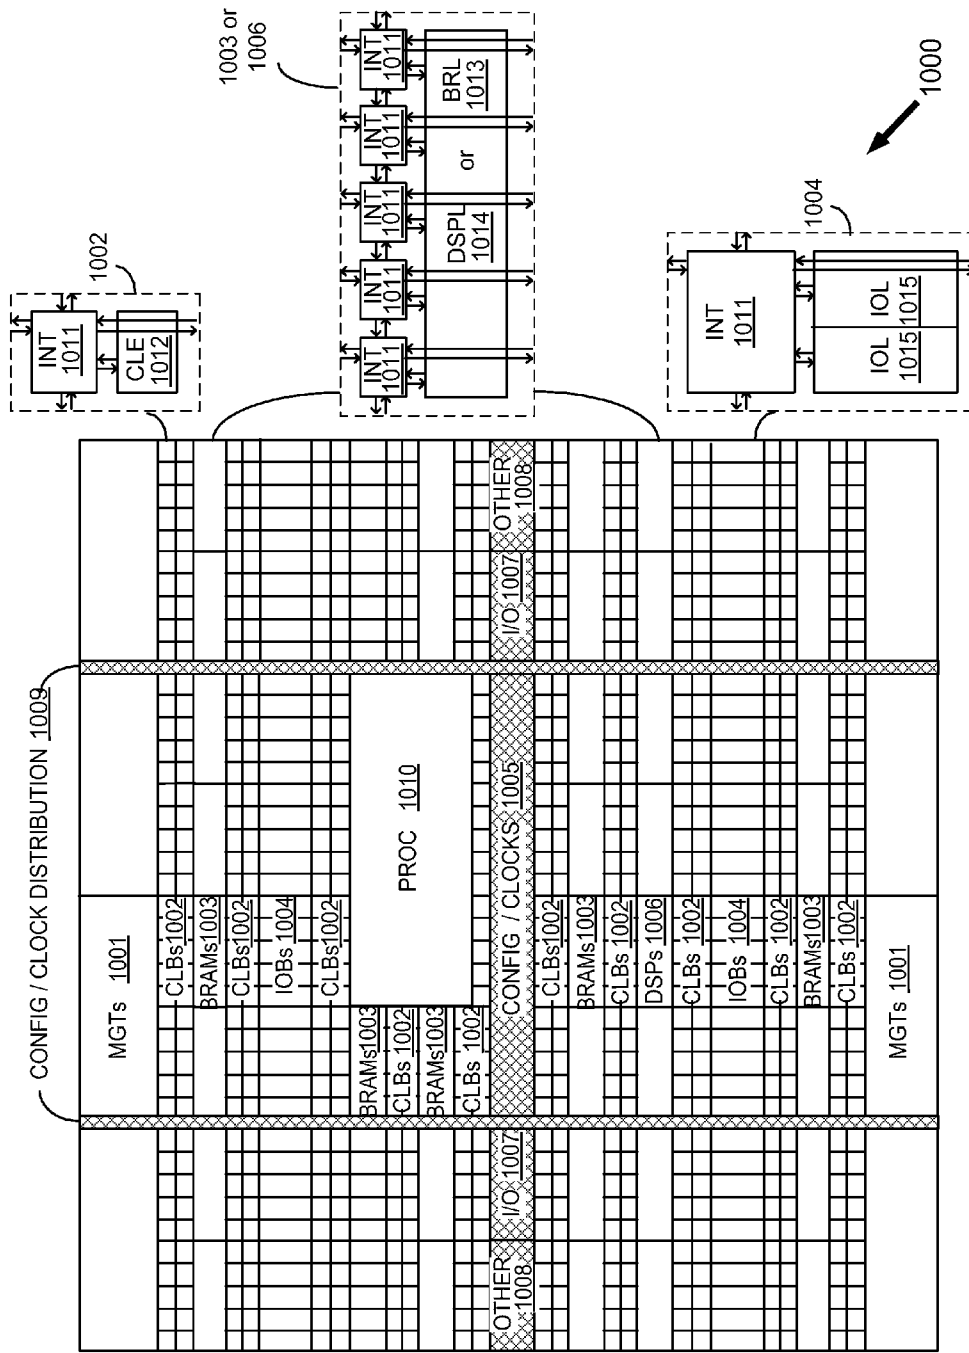 CONFIG / CLOCK DISTRIBUTION 1009
MGTs 1001
CLBs 1002
BRAMs 1003
CLBs 1002
IOBs 1004
CLBs 1002
BRAMs 1003
CLBs 1002
BRAMs 1003
CLBs 1002
PROC 1010
OTHER
1008
I/O 1007
CONFIG / CLOCKS 1005
I/O 1007
OTHER
1008
CLBs 1002
BRAMs 1003
CLBs 1002
DSPs 1006
CLBs 1002
IOBs 1004
CLBs 1002
BRAMs 1003
CLBs 1002
MGTs 1001
1002
INT
1011
CLE
1012
1003 or
1006
INT
1011
INT
1011
INT
1011
INT
1011
INT
1011
DSPL or BRL
1014 1013
1004
INT
1011
IOL
1015
IOL
1015
1000